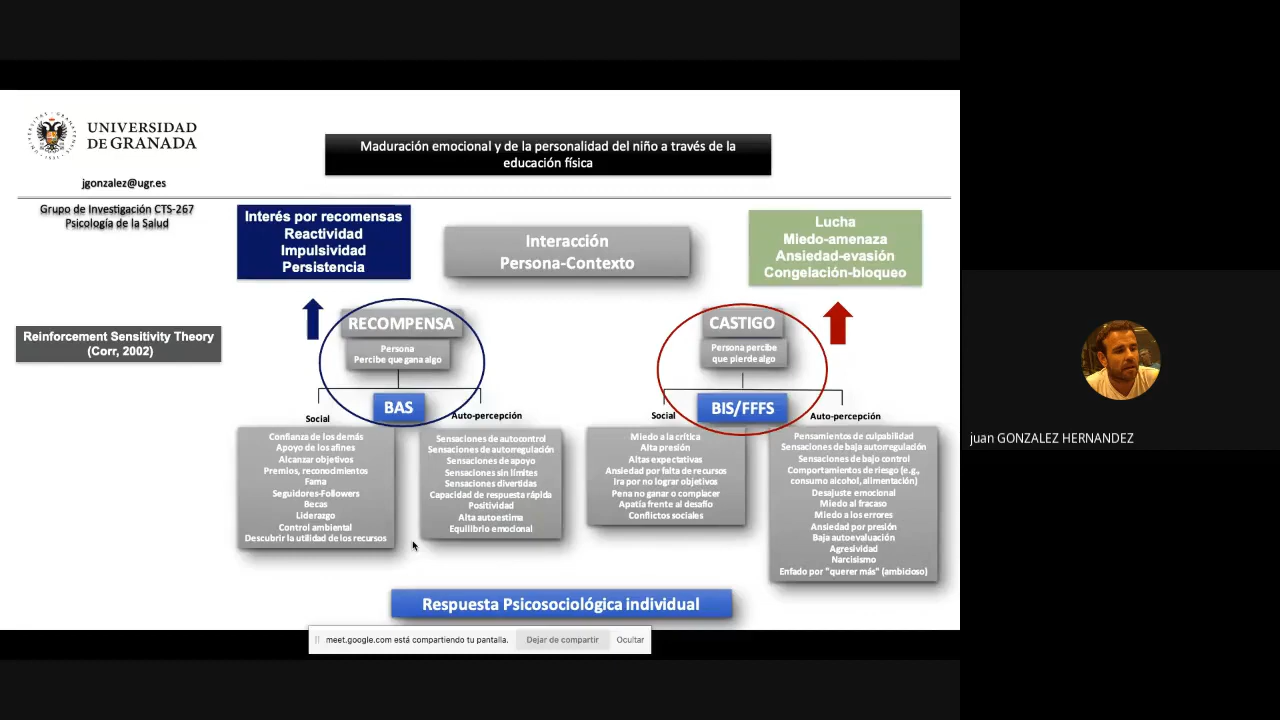 UNIVERSIDAD
DE GRANADA
jgonzalez@ugr.es
Grupo de Investigación CTS-267
Psicología de la Salud
Maduración emocional y de la personalidad del niño a través de la
educación física
Interés por recomensas
Reactividad
Impulsividad
Persistencia
Interacción
Persona-Contexto
Lucha
Miedo-amenaza
Ansiedad-evasión
Congelación-bloqueo
Reinforcement Sensitivity Theory
(Corr, 2002)
RECOMPENSA
Persona
Percibe que gana algo
BAS
Social
Confianza de los demás
Apoyo de los afines
Alcanzar objetivos
Premios, reconocimientos
Fama
Seguidores-Followers
Becas
Liderazgo
Control ambiental
Descubrir la utilidad de los recursos
Auto-percepción
Sensaciones de autocontrol
Sensaciones de autorregulación
Sensaciones de apoyo
Sensaciones sin límites
Sensaciones divertidas
Capacidad de respuesta rápida
Positividad
Alta autoestima
Equilibrio emocional
CASTIGO
Persona percibe
que pierde algo
BIS/FFFS
Social
Miedo a la crítica
Alta presión
Altas expectativas
Ansiedad por falta de recursos
Ira por no lograr objetivos
Pena no ganar o complacer
Apatía frente al desafío
Conflictos sociales
Auto-percepción
Pensamientos de culpabilidad
Sensaciones de baja autorregulación
Sensaciones de bajo control
Comportamientos de riesgo (e.g.,
consumo alcohol, alimentación)
Desajuste emocional
Miedo al fracaso
Miedo a los errores
Ansiedad por presión
Baja autoevaluación
Agresividad
Narcisismo
Enfado por "querer más" (ambicioso)
Respuesta Psicosociológica individual
meet.google.com está compartiendo tu pantalla.
Dejar de compartir
Ocultar
juan GONZALEZ HERNANDEZ